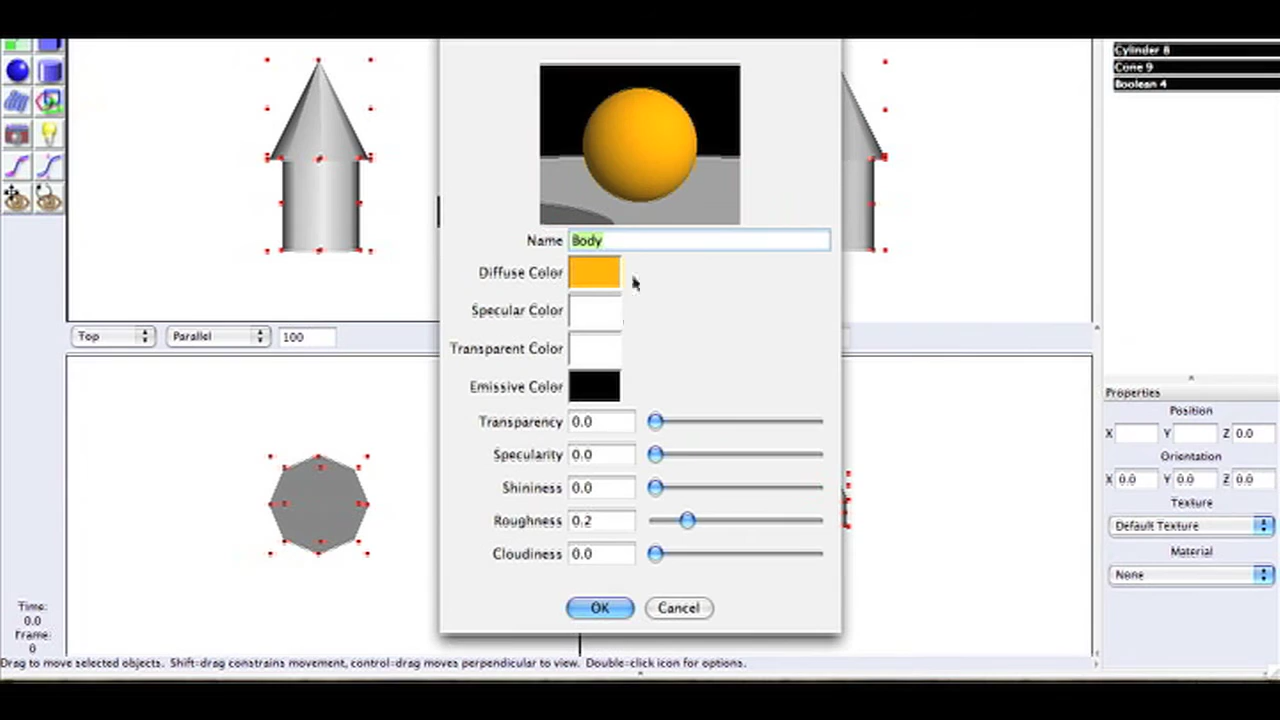 Cylinder 8
Cone 9
Boolean 4
Name Body
Diffuse Color
Specular Color
Transparent Color
Emissive Color
Transparency 0.0
Specularity 0.0
Shininess 0.0
Roughness 0.2
Cloudiness 0.0
OK Cancel
Top Parallel 100
Properties
Position
X Y Z 0.0
Orientation
X 0.0 Y 0.0 Z 0.0
Texture
Default Texture
Material
None
Time:
0.0
Frame:
0
Drag to move selected objects. Shift-drag constrains movement, control-drag moves perpendicular to view. Double-click icon for options.